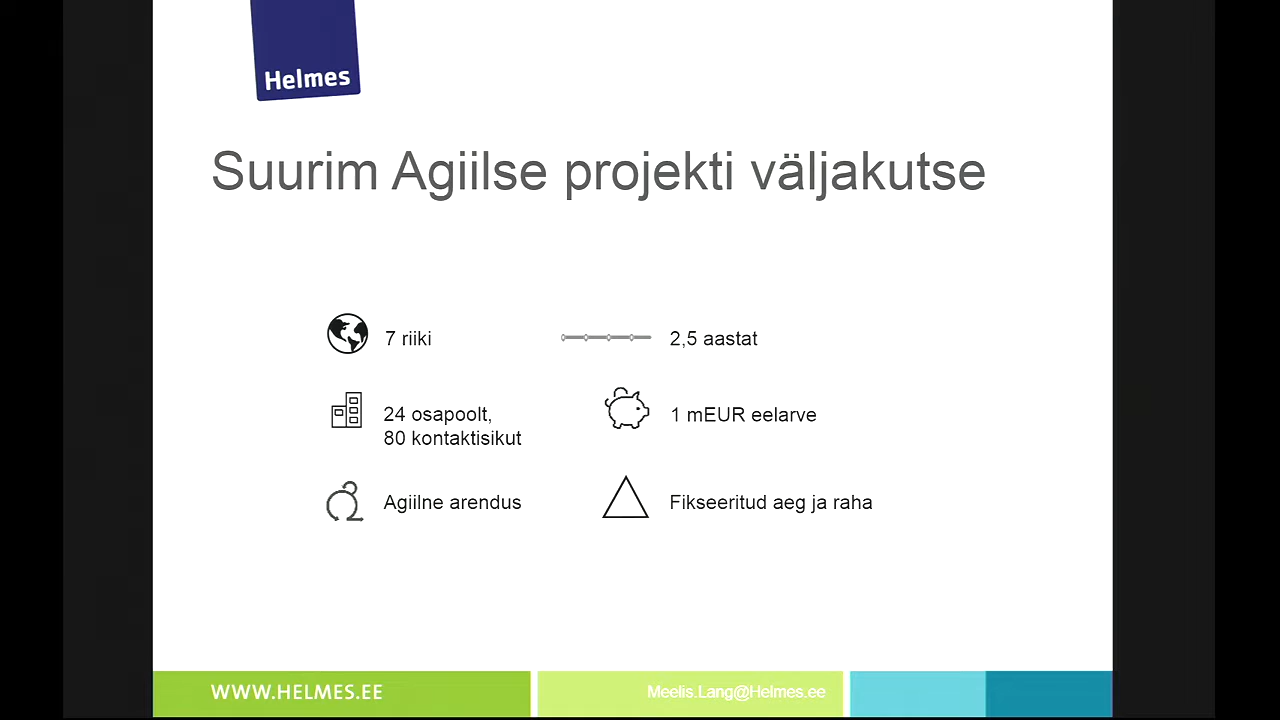 Helmes
Suurim Agiilse projekti väljakutse
7 riiki
2,5 aastat
24 osapoolt,
80 kontaktisikut
1 mEUR eelarve
Agiilne arendus
Fikseeritud aeg ja raha
WWW.HELMES.EE
Meelis.Lang@Helmes.ee